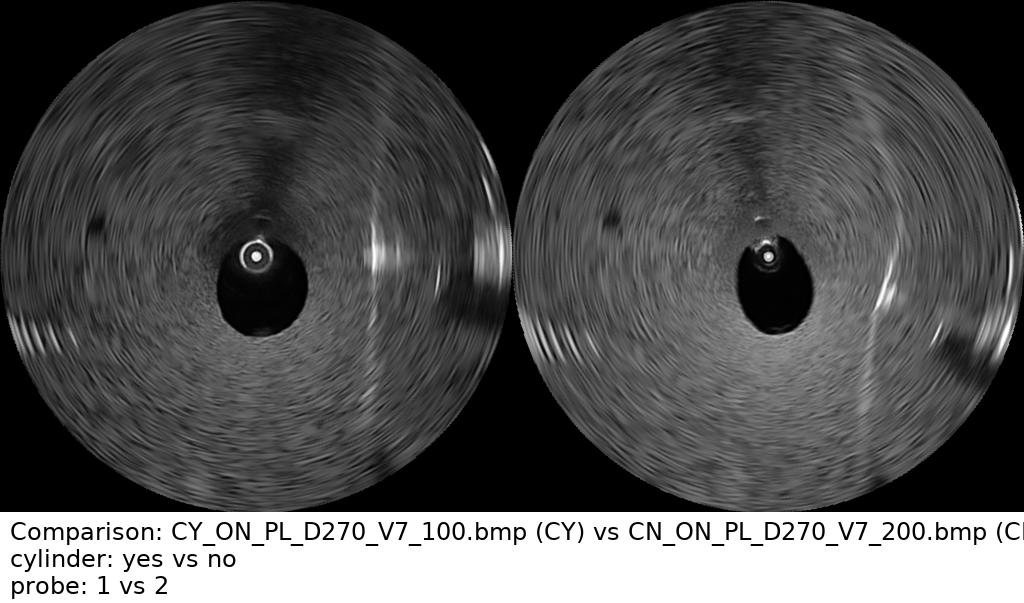 Comparison: CY_ON_PL_D270_V7_100.bmp (CY) vs CN_ON_PL_D270_V7_200.bmp
cylinder: yes vs no
probe: 1 vs 2